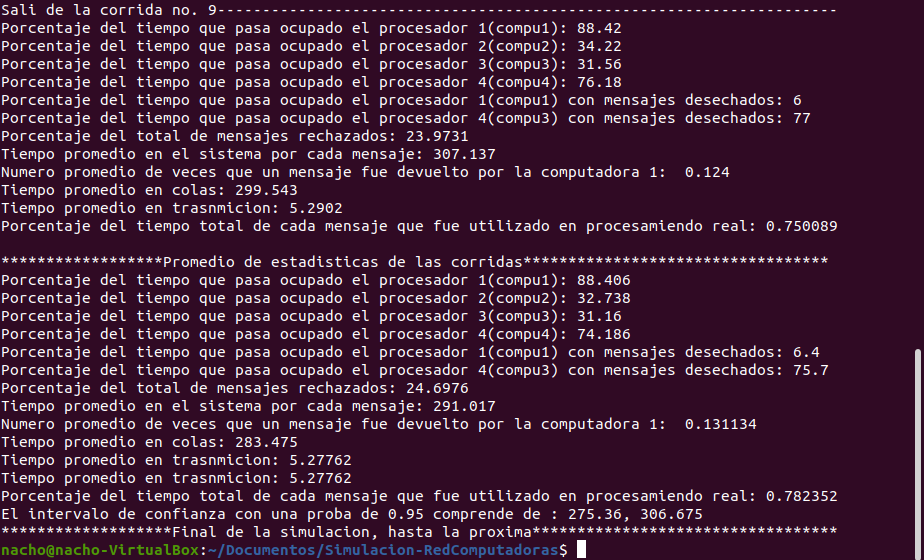 Sali de la corrida no. 9---------------------------------------------------------------------
Porcentaje del tiempo que pasa ocupado el procesador 1(compu1): 88.42
Porcentaje del tiempo que pasa ocupado el procesador 2(compu2): 34.22
Porcentaje del tiempo que pasa ocupado el procesador 3(compu3): 31.56
Porcentaje del tiempo que pasa ocupado el procesador 4(compu4): 76.18
Porcentaje del tiempo que pasa ocupado el procesador 1(compu1) con mensajes desechados: 6
Porcentaje del tiempo que pasa ocupado el procesador 4(compu3) con mensajes desechados: 77
Porcentaje del total de mensajes rechazados: 23.9731
Tiempo promedio en el sistema por cada mensaje: 307.137
Numero promedio de veces que un mensaje fue devuelto por la computadora 1:  0.124
Tiempo promedio en colas: 299.543
Tiempo promedio en trasnmicion: 5.2902
Porcentaje del tiempo total de cada mensaje que fue utilizado en procesamiendo real: 0.750089
******************Promedio de estadisticas de las corridas**********************************
Porcentaje del tiempo que pasa ocupado el procesador 1(compu1): 88.406
Porcentaje del tiempo que pasa ocupado el procesador 2(compu2): 32.738
Porcentaje del tiempo que pasa ocupado el procesador 3(compu3): 31.16
Porcentaje del tiempo que pasa ocupado el procesador 4(compu4): 74.186
Porcentaje del tiempo que pasa ocupado el procesador 1(compu1) con mensajes desechados: 6.4
Porcentaje del tiempo que pasa ocupado el procesador 4(compu3) con mensajes desechados: 75.7
Porcentaje del total de mensajes rechazados: 24.6976
Tiempo promedio en el sistema por cada mensaje: 291.017
Numero promedio de veces que un mensaje fue devuelto por la computadora 1:  0.131134
Tiempo promedio en colas: 283.475
Tiempo promedio en trasnmicion: 5.27762
Tiempo promedio en trasnmicion: 5.27762
Porcentaje del tiempo total de cada mensaje que fue utilizado en procesamiendo real: 0.782352
El intervalo de confianza con una proba de 0.95 comprende de : 275.36, 306.675
*******************Final de la simulacion, hasta la proxima**********************************
nacho@nacho-VirtualBox:~/Documentos/Simulacion-RedComputadoras$